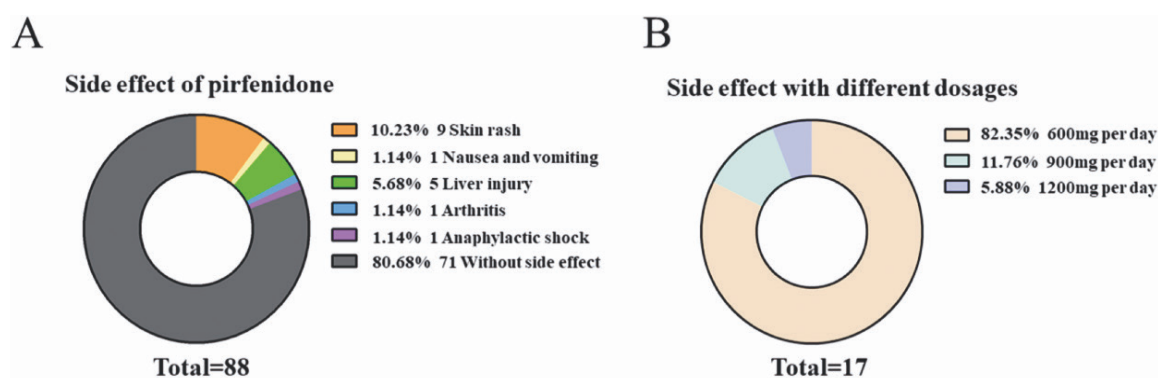 A
Side effect of pirfenidone
10.23% 9 Skin rash
1.14% 1 Nausea and vomiting
5.68% 5 Liver injury
1.14% 1 Arthritis
1.14% 1 Anaphylactic shock
80.68% 71 Without side effect
Total=88
B
Side effect with different dosages
82.35% 600mg per day
11.76% 900mg per day
5.88% 1200mg per day
Total=17